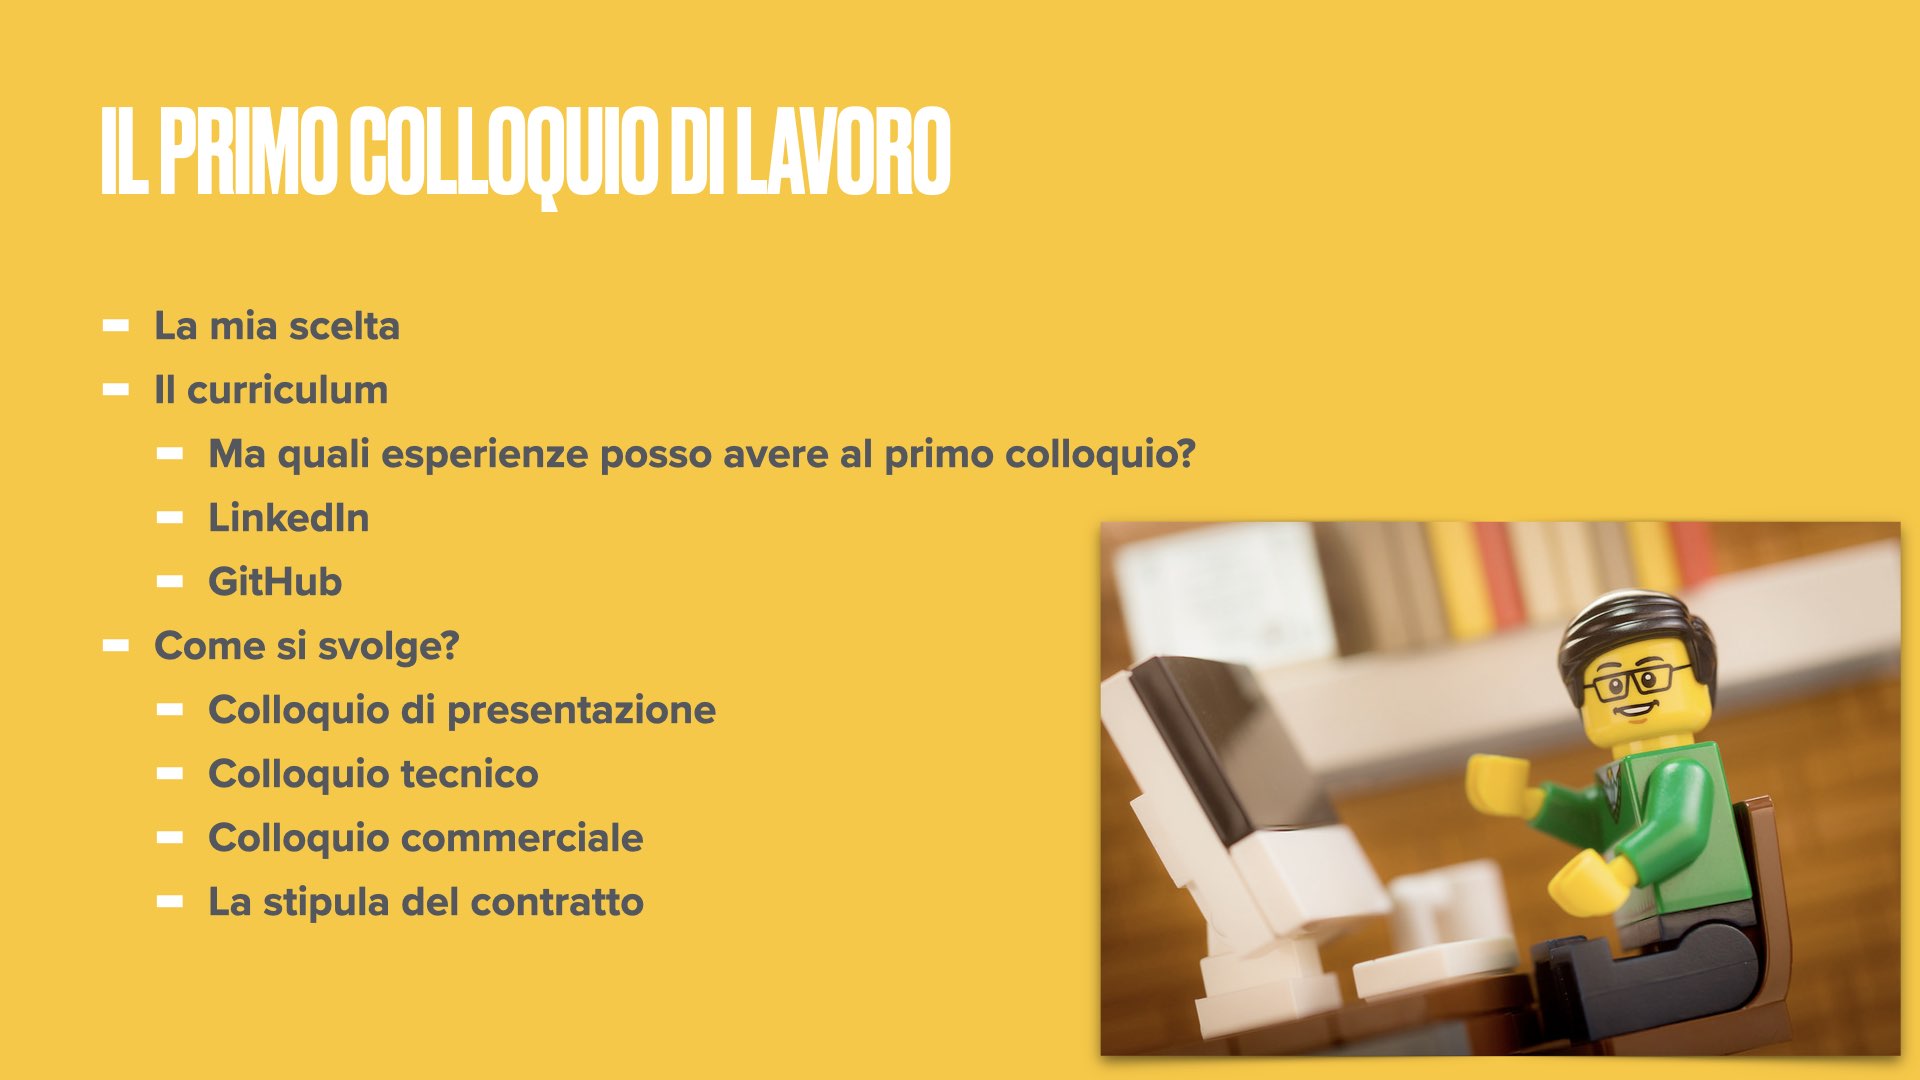 IL PRIMO COLLOQUIO DI LAVORO
La mia scelta
Il curriculum
Ma quali esperienze posso avere al primo colloquio?
LinkedIn
GitHub
Come si svolge?
Colloquio di presentazione
Colloquio tecnico
Colloquio commerciale
La stipula del contratto